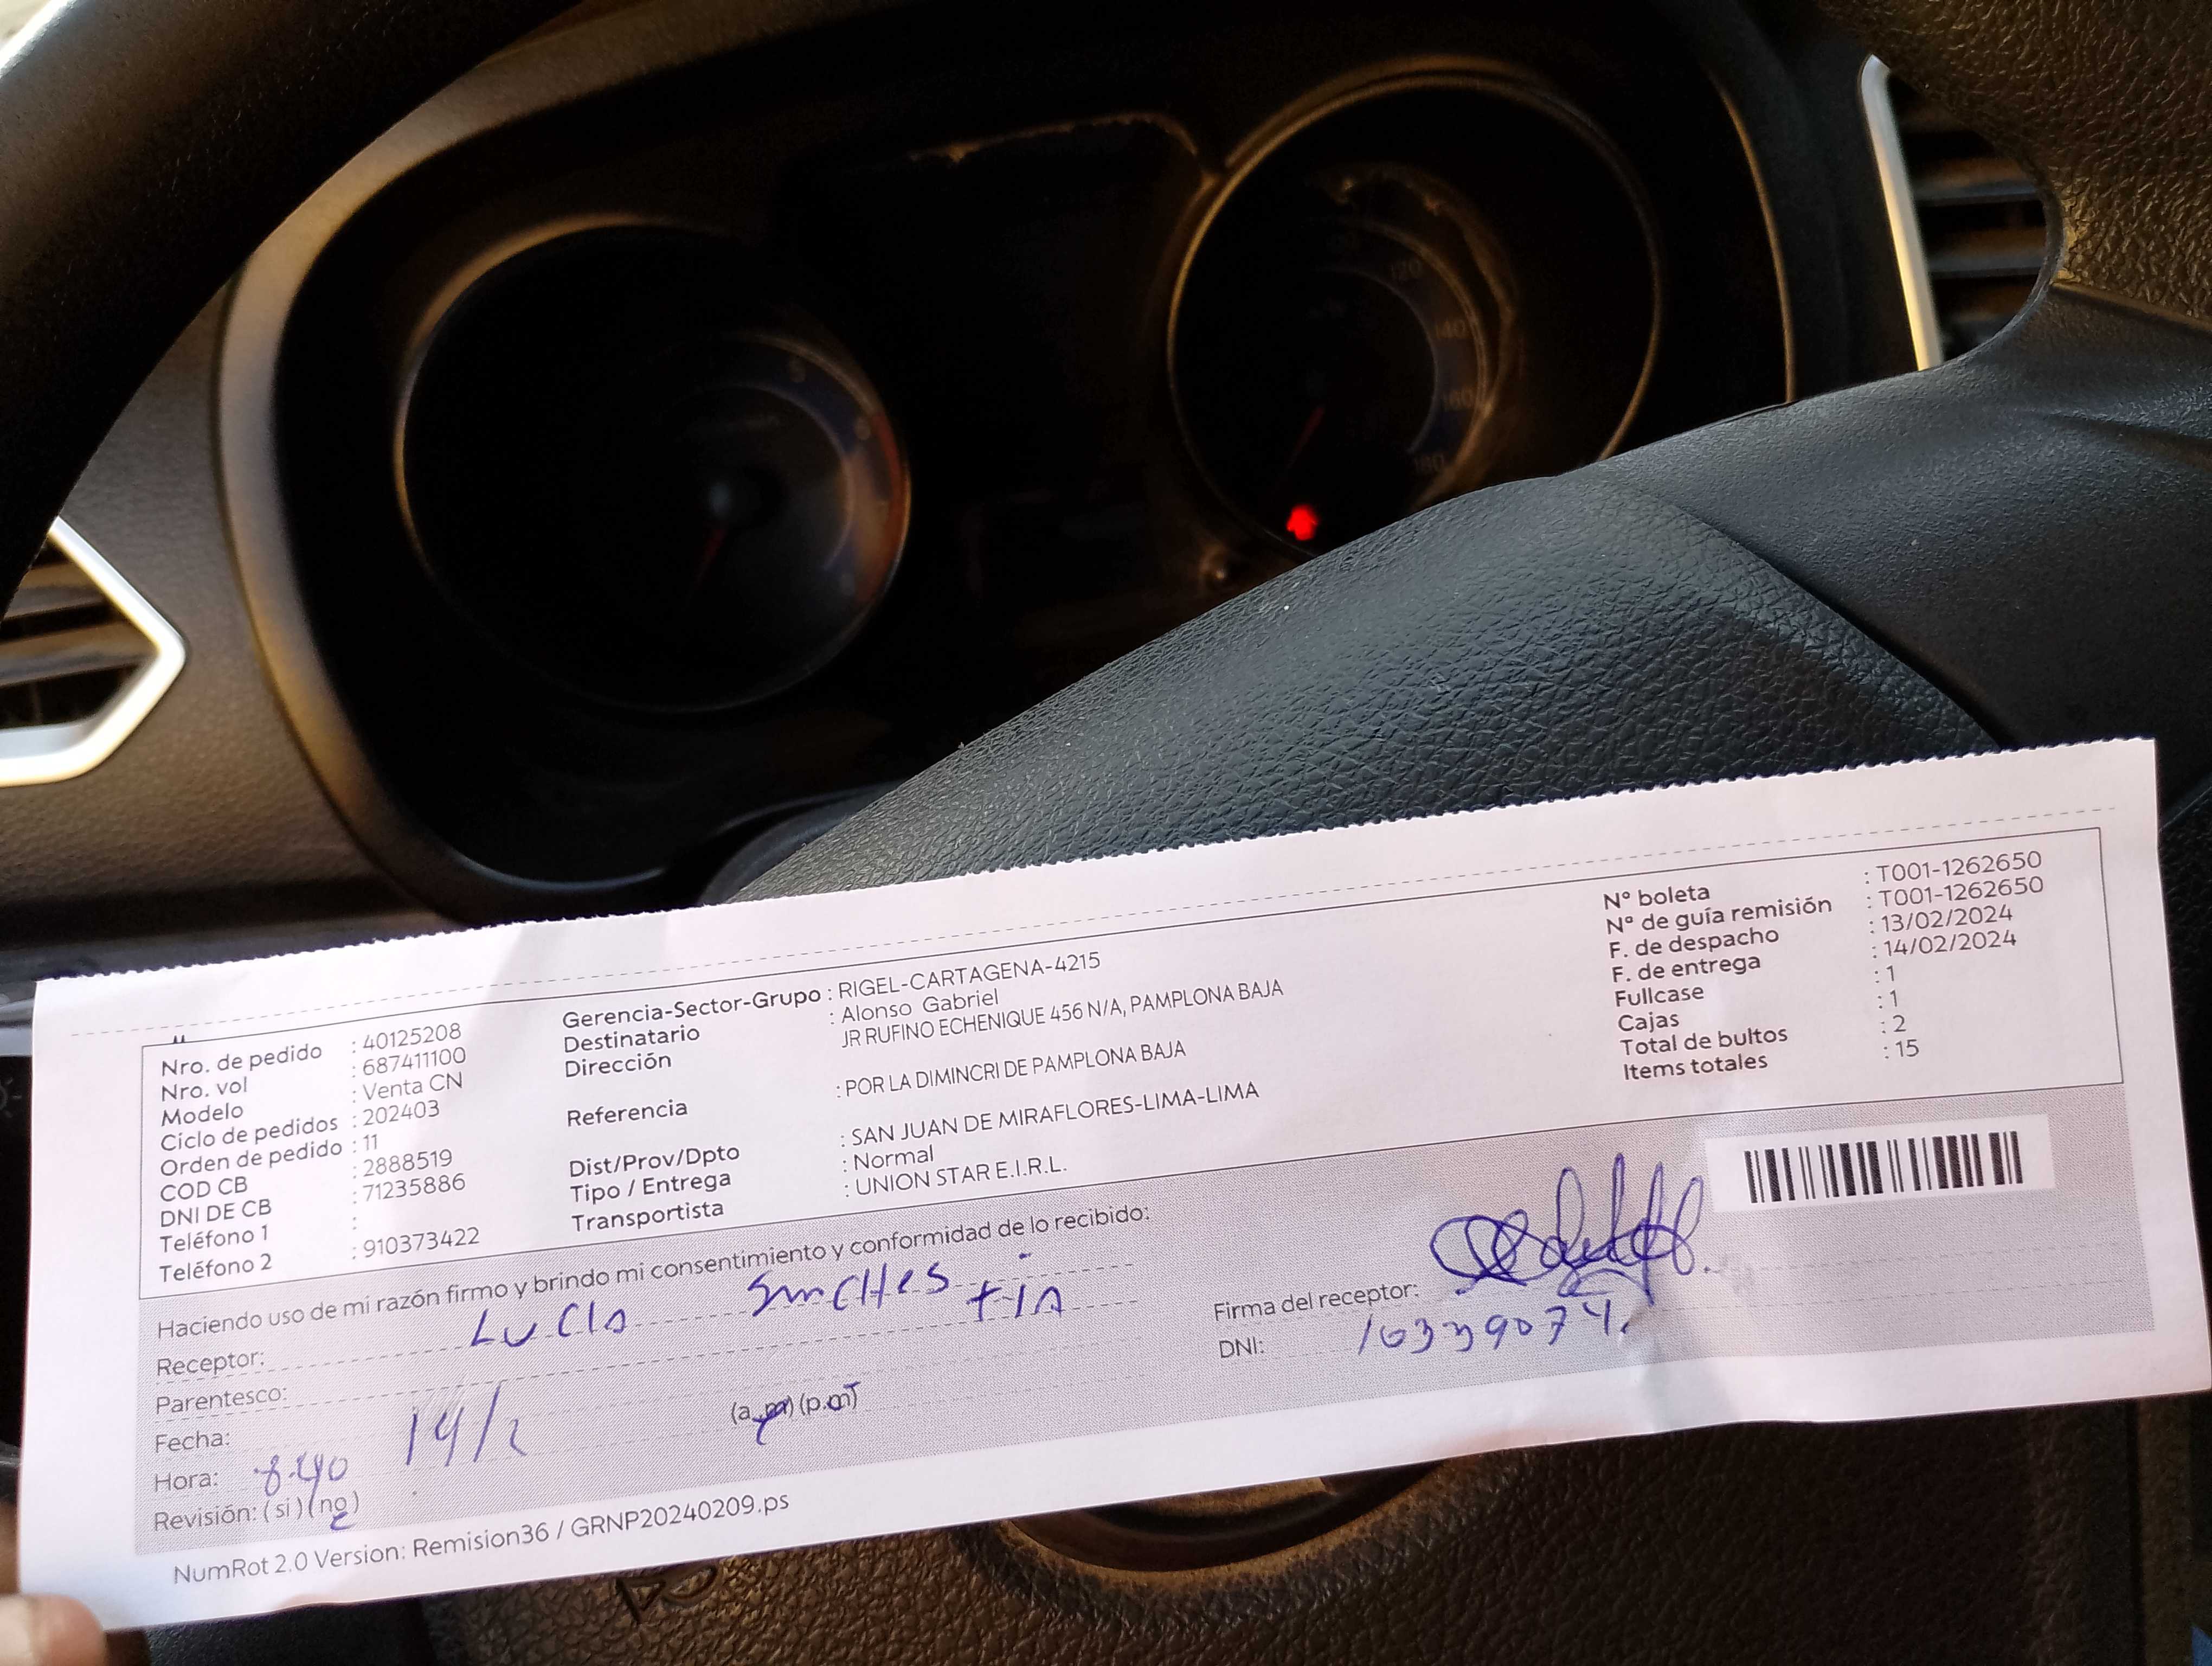 120
140
160
180
Nro. de pedido : 40125208
Nro. vol : 687411100
Modelo : Venta CN
Ciclo de pedidos : 202403
Orden de pedido : 11
COD CB : 2888519
DNI DE CB : 71235886
Teléfono 1 :
Teléfono 2 : 910373422
Gerencia-Sector-Grupo : RIGEL-CARTAGENA-4215
Destinatario : Alonso Gabriel
Dirección JR RUFINO ECHENIQUE 456 N/A, PAMPLONA BAJA
Referencia : POR LA DIMINCRI DE PAMPLONA BAJA
Dist/Prov/Dpto : SAN JUAN DE MIRAFLORES-LIMA-LIMA
Tipo / Entrega : Normal
Transportista : UNION STAR E.I.R.L.
Nº boleta : T001-1262650
Nº de guía remisión : T001-1262650
F. de despacho : 13/02/2024
F. de entrega : 14/02/2024
Fullcase : 1
Cajas : 1
Total de bultos : 2
Items totales : 15
Haciendo uso de mi razón firmo y brindo mi consentimiento y conformidad de lo recibido:
Receptor: Lucia
Parentesco: tia
Fecha: 14/2
Hora: 8.40 (a.m) (p.m)
Revisión: (si) (no)
Firma del receptor:
DNI: 10339074
NumRot 2.0 Version: Remision36 / GRNP20240209.ps